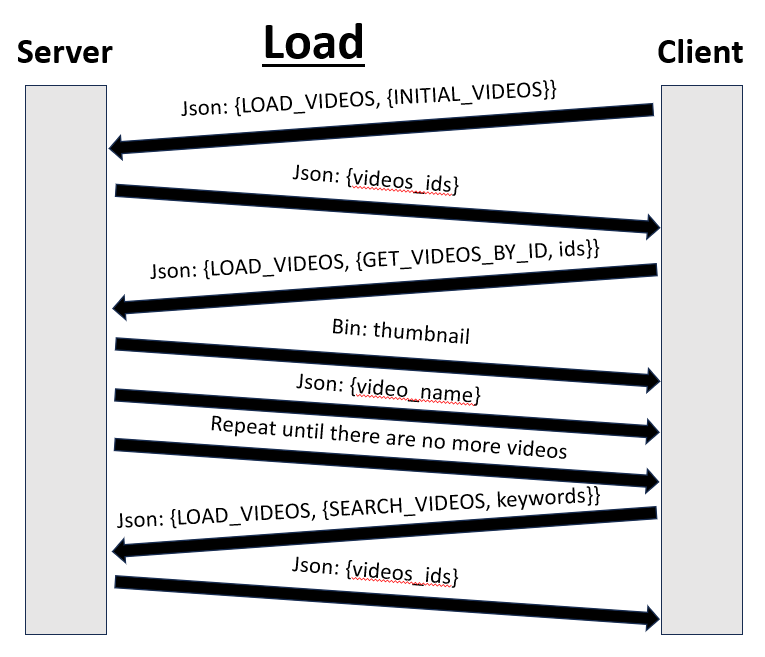 Load
Server
Client
Json: {LOAD_VIDEOS, {INITIAL_VIDEOS}}
Json: {videos_ids}
Json: {LOAD_VIDEOS, {GET_VIDEOS_BY_ID, ids}}
Bin: thumbnail
Json: {video_name}
Repeat until there are no more videos
Json: {LOAD_VIDEOS, {SEARCH_VIDEOS, keywords}}
Json: {videos_ids}